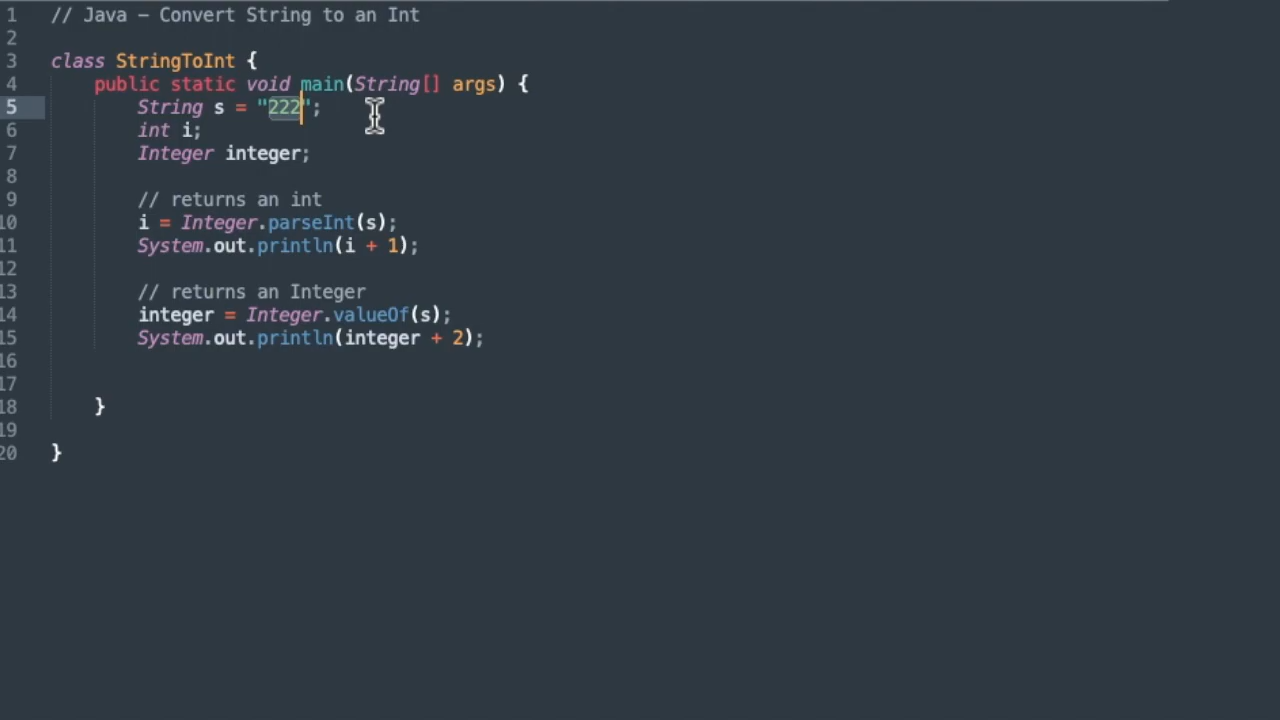 1 // Java – Convert String to an Int
2
3 class StringToInt {
4 public static void main(String[] args) {
5 String s = "222";
6 int i;
7 Integer integer;
8
9 // returns an int
10 i = Integer.parseInt(s);
11 System.out.println(i + 1);
12
13 // returns an Integer
14 integer = Integer.valueOf(s);
15 System.out.println(integer + 2);
16
17
18 }
19
20 }